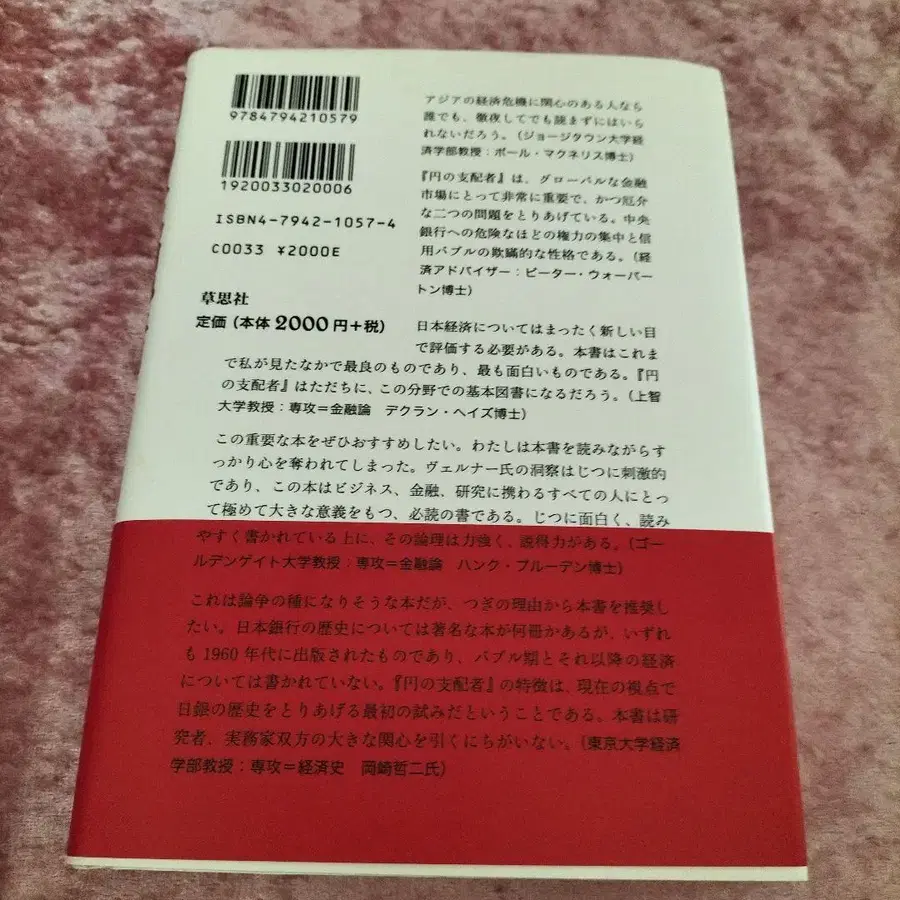 9784794210579
1920033020006
ISBN4-7942-1057-4
C0033 ¥2000E
草思社
定価(本体2000円+税)
アジアの経済危機に関心のある人なら
誰でも、徹夜してでも読まずにはいら
れないだろう。(ジョージタウン大学経
済学部教授:ポール・マクネリス博士)
『円の支配者』は、グローバルな金融
市場にとって非常に重要で、かつ厄介
な二つの問題をとりあげている。中央
銀行への危険なほどの権力の集中と信
用バブルの欺瞞的な性格である。(経
済アドバイザー:ピーター・ウォーバー
トン博士)
日本経済についてはまったく新しい目
で評価する必要がある。本書はこれま
で私が見たなかで最良のものであり、最も面白いものである。『円
の支配者』はただちに、この分野での基本図書になるだろう。(上智
大学教授:専攻=金融論 デクラン・ヘイズ博士)
この重要な本をぜひおすすめしたい。わたしは本書を読みながらす
っかり心を奪われてしまった。ヴェルナー氏の洞察はじつに刺激的
であり、この本はビジネス、金融、研究に携わるすべての人にとっ
て極めて大きな意義をもつ、必読の書である。じつに面白く、読み
やすく書かれている上に、その論理は力強く、説得力がある。(ゴー
ルデンゲイト大学教授:専攻=金融論 ハンク・プルーデン博士)
これは論争の種になりそうな本だが、つぎの理由から本書を推奨し
たい。日本銀行の歴史については著名な本が何冊かあるが、いずれ
も1960年代に出版されたものであり、バブル期とそれ以降の経済
については書かれていない。『円の支配者』の特徴は、現在の視点で
日銀の歴史をとりあげる最初の試みだということである。本書は研
究者、実務家双方の大きな関心を引くにちがいない。(東京大学経済
学部教授:専攻=経済史 岡崎哲二氏)